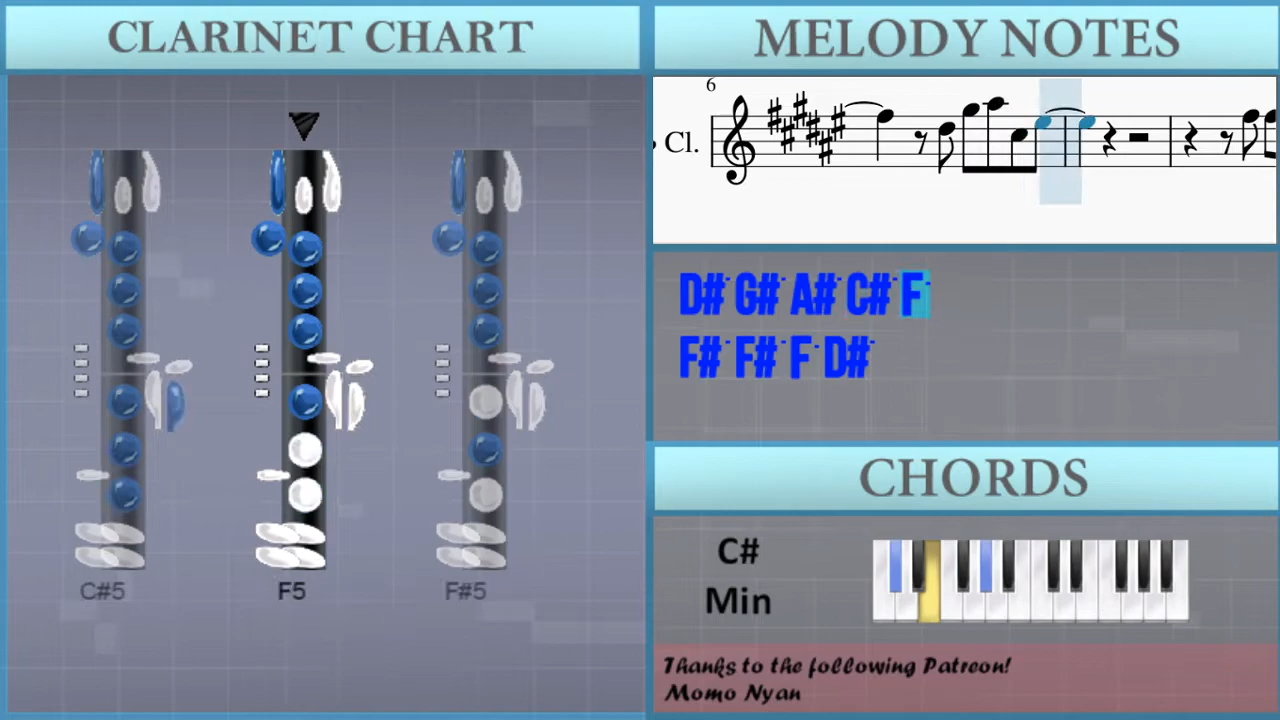 CLARINET CHART
C#5 F5 F#5
MELODY NOTES
6
Cl.
D# G# A# C# F
F# F# F D#
CHORDS
C#
Min
Thanks to the following Patreon!
Momo Nyan